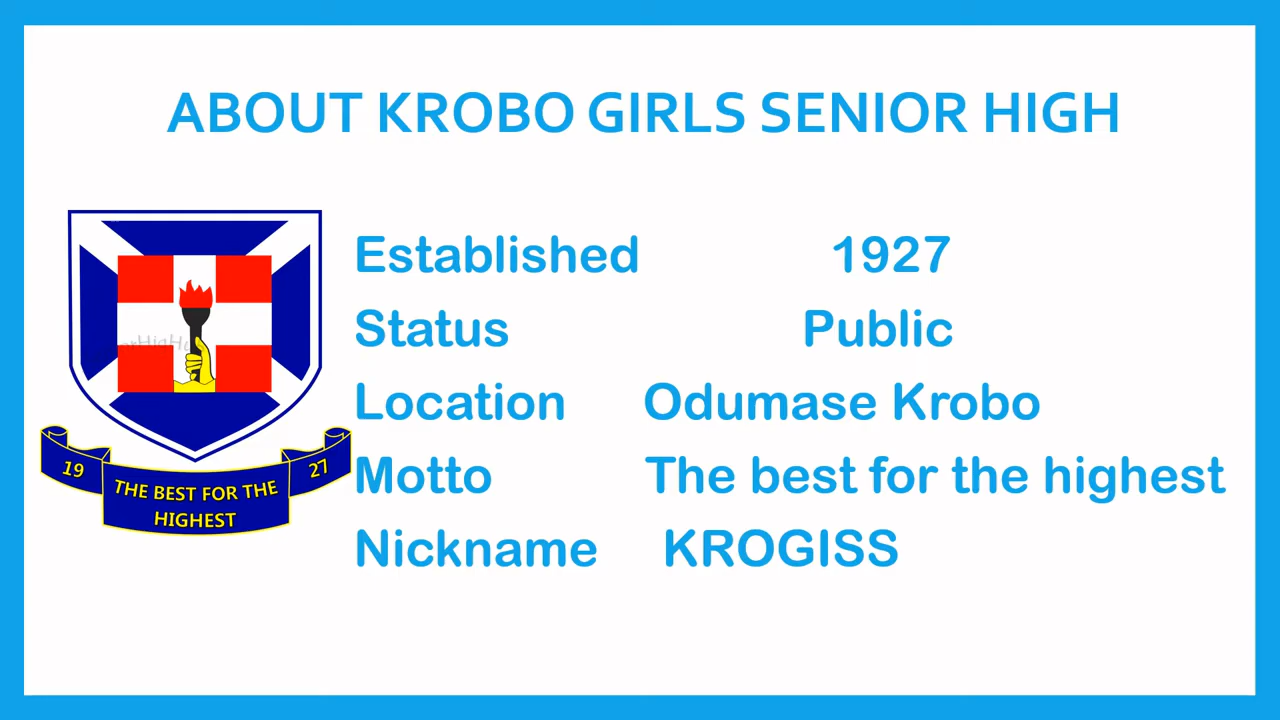 ABOUT KROBO GIRLS SENIOR HIGH
Established 1927
Status Public
Location Odumase Krobo
Motto The best for the highest
Nickname KROGISS
19 27
THE BEST FOR THE
HIGHEST